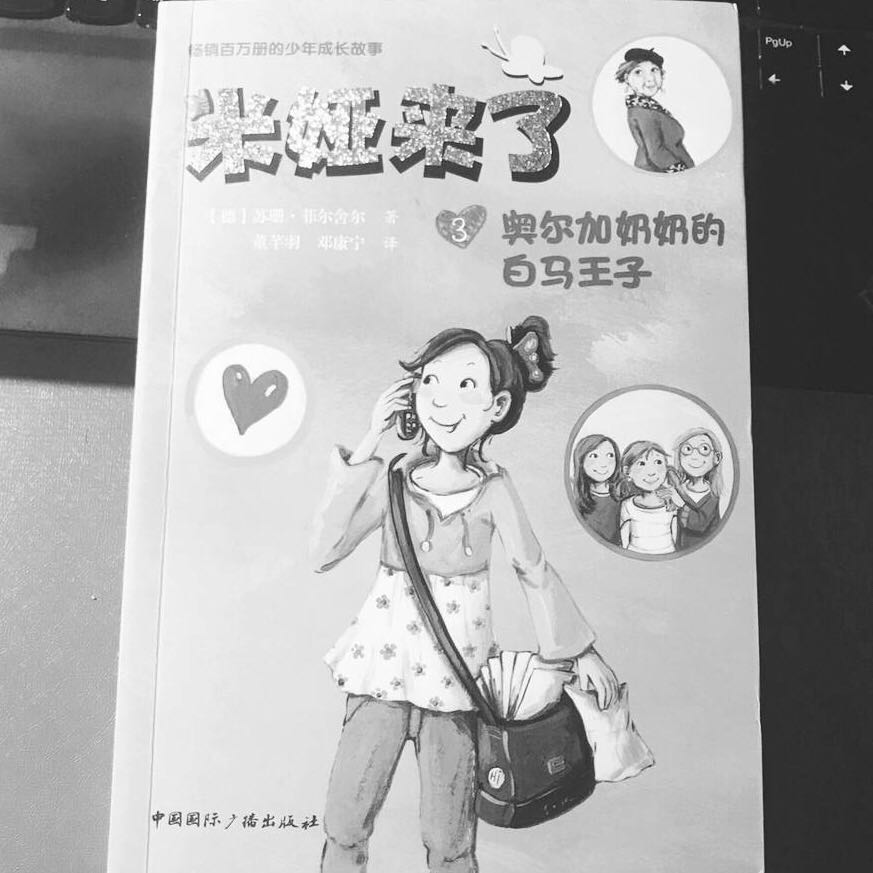 畅销百万册的少年成长故事
米娅来了
[德] 苏珊·菲尔舍尔 著
董芊羽 邓康宁 译
3
奥尔加奶奶的
白马王子
Hi
中国国际广播出版社
PgUp